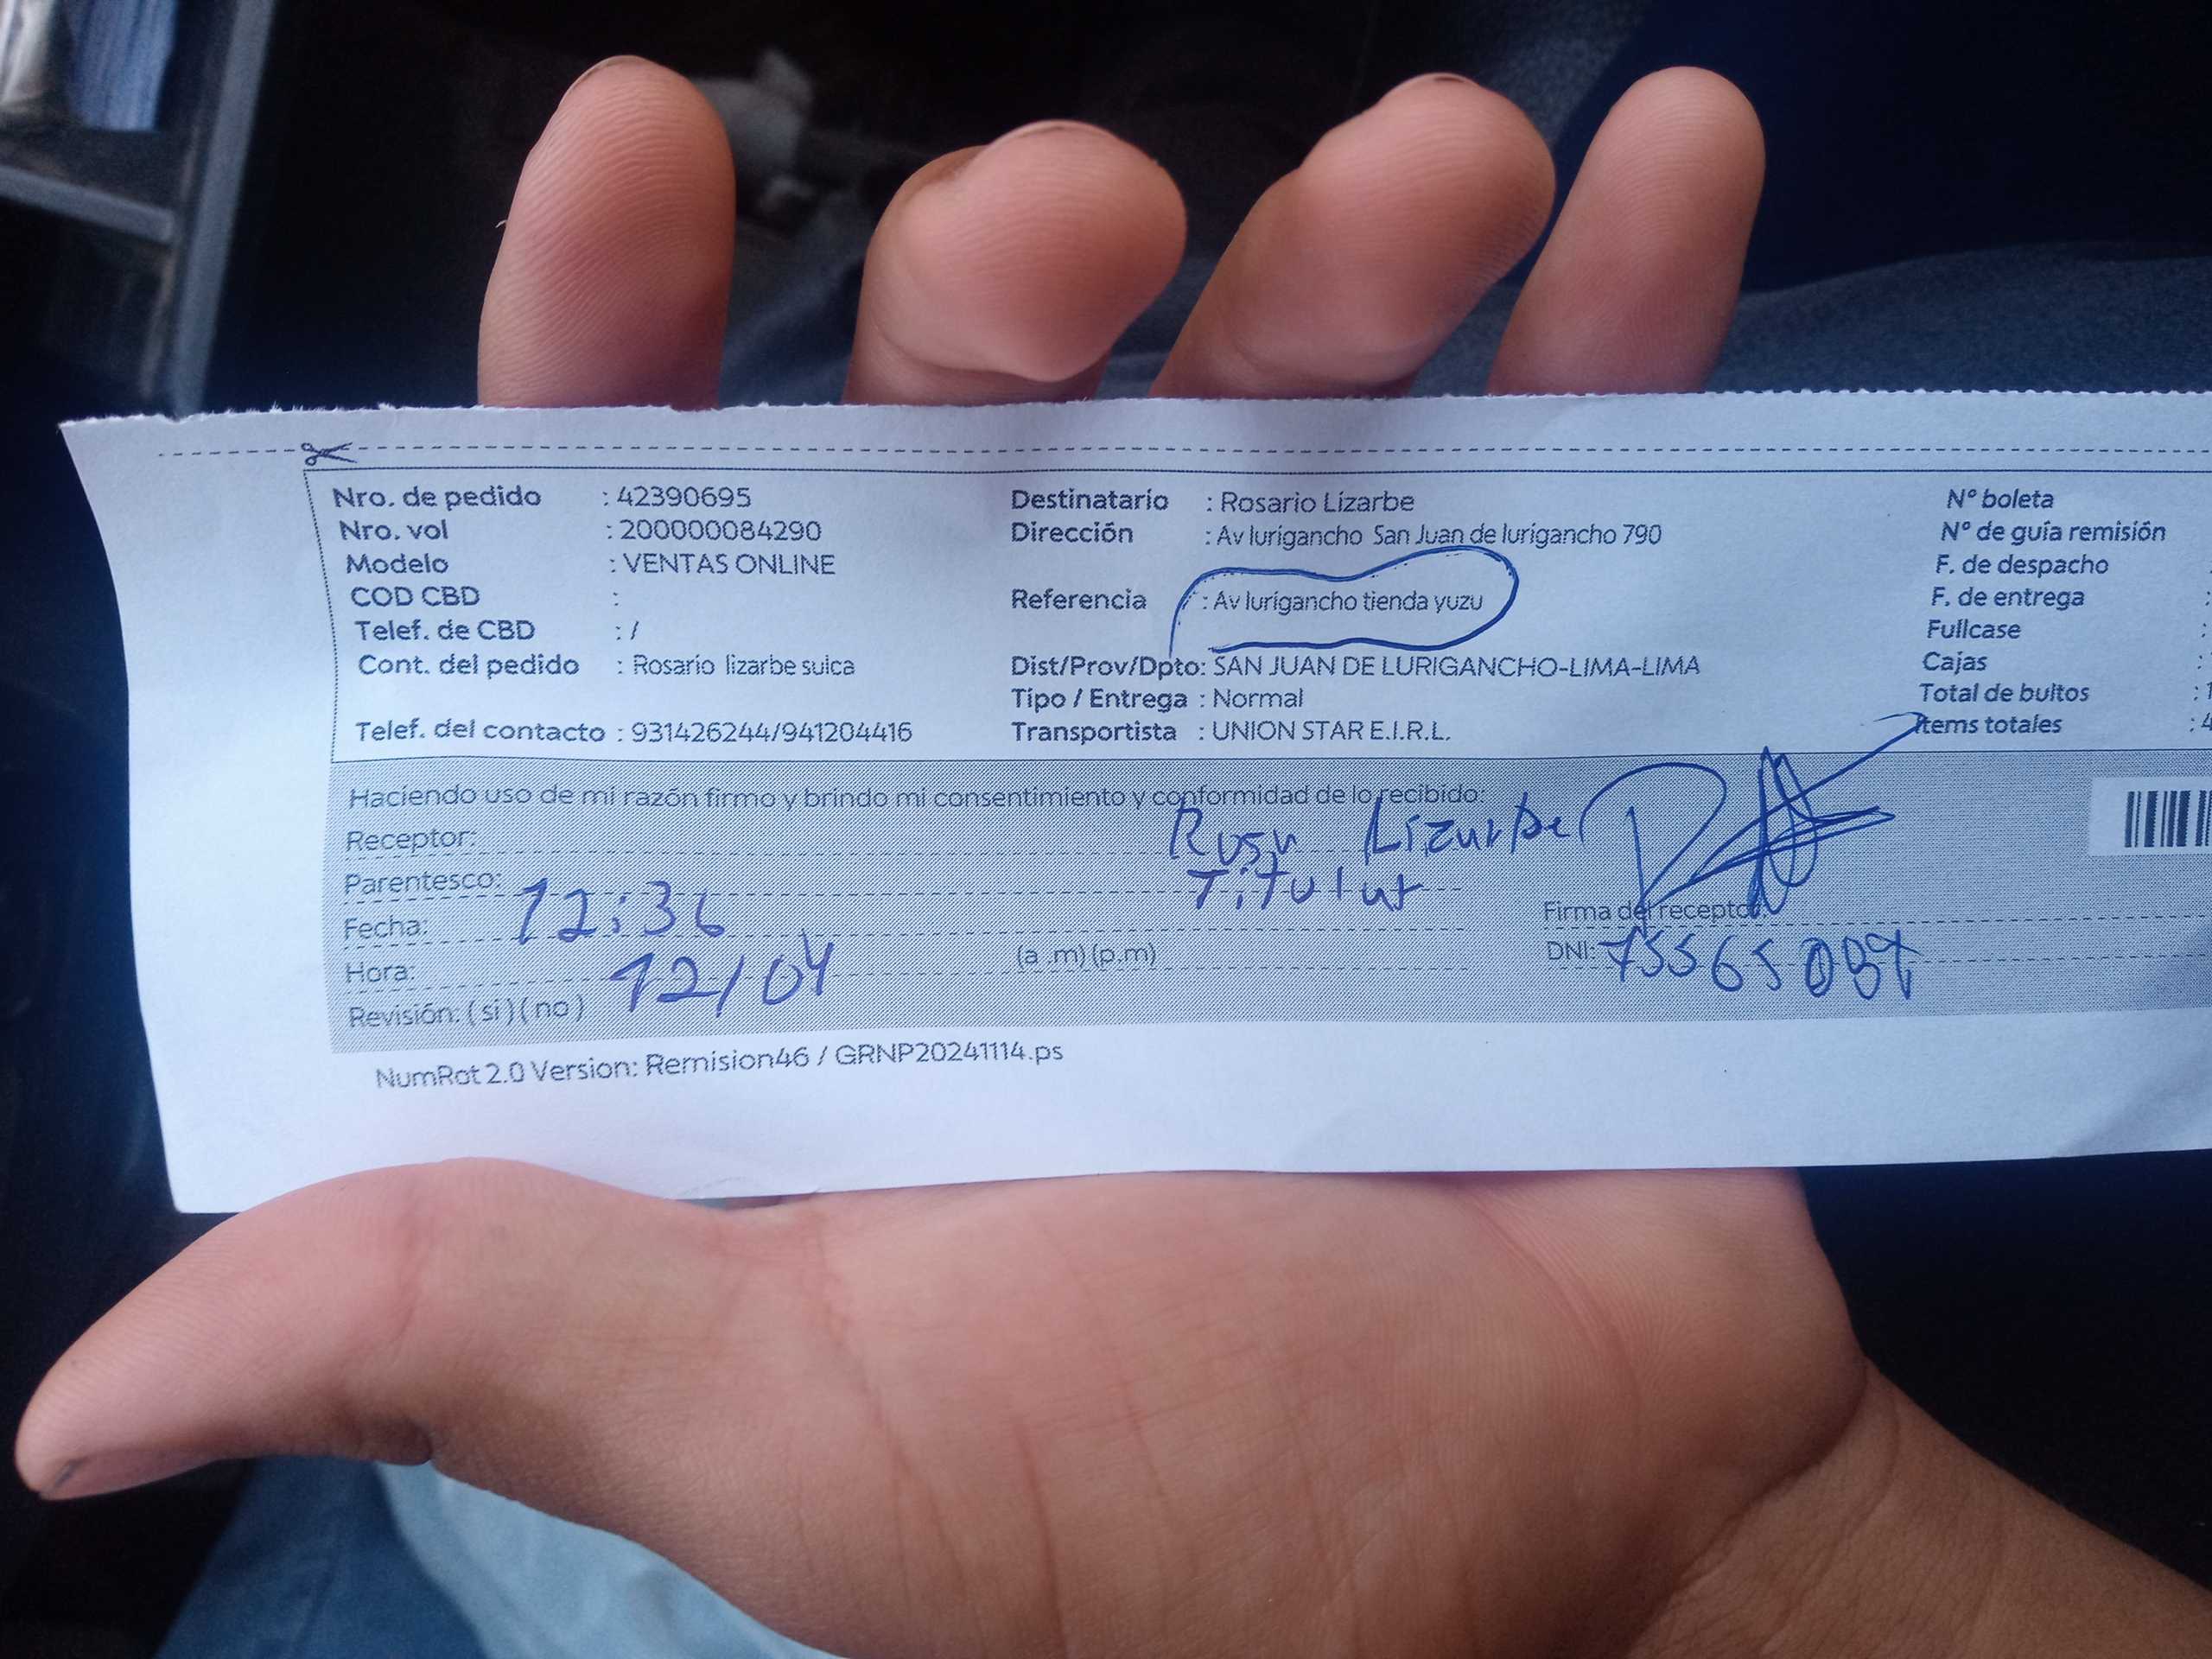 Nro. de pedido : 42390695
Nro. vol : 200000084290
Modelo : VENTAS ONLINE
COD CBD :
Telef. de CBD : /
Cont. del pedido : Rosario lizarbe suica
Telef. del contacto : 931426244/941204416
Destinatario : Rosario Lizarbe
Dirección : Av lurigancho San Juan de lurigancho 790
Referencia : Av lurigancho tienda yuzu
Dist/Prov/Dpto: SAN JUAN DE LURIGANCHO-LIMA-LIMA
Tipo / Entrega : Normal
Transportista : UNION STAR E.I.R.L.
N° boleta
N° de guía remisión
F. de despacho :
F. de entrega :
Fullcase :
Cajas :
Total de bultos : 1
Items totales : 4
Haciendo uso de mi razón firmo y brindo mi consentimiento y conformidad de lo recibido:
Receptor: Lizarbe
Parentesco: Titular
Fecha: 12:36
Hora: 12/04 (a .m) (p.m)
Revisión: ( si ) ( no )
Firma del receptor:
DNI:
NumRot 2.0 Version: Remision46 / GRNP20241114.ps